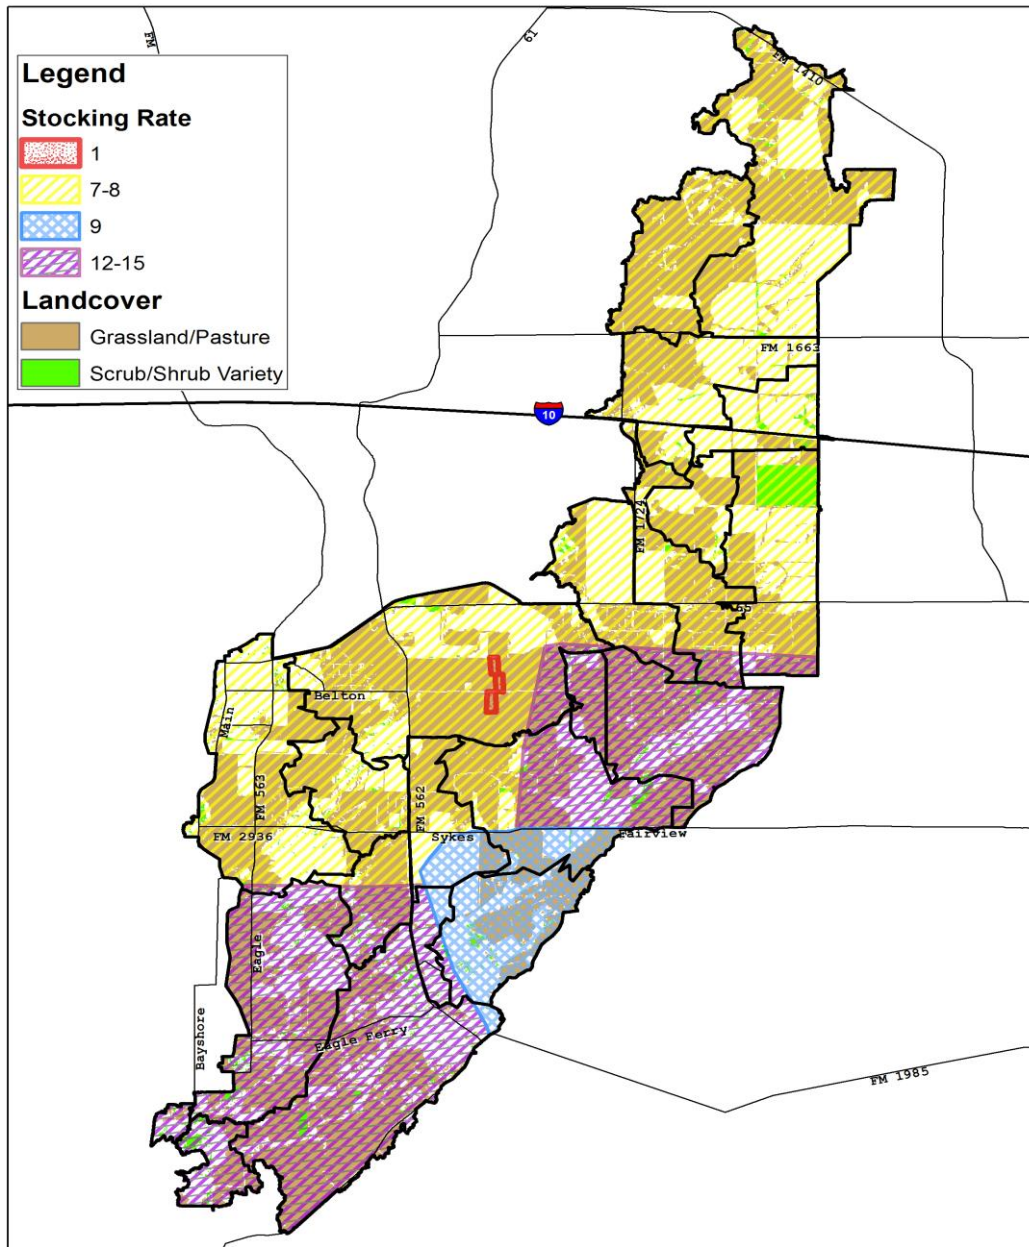 FM
61
FM 1410
Legend
Stocking Rate
1
7-8
9
12-15
Landcover
Grassland/Pasture
Scrub/Shrub Variety
FM 1663
10
FM 1724
65
Belton
Main
FM 563
FM 562
FM 2936
Sykes
Fairview
Eagle
Bayshore
Eagle Ferry
FM 1985